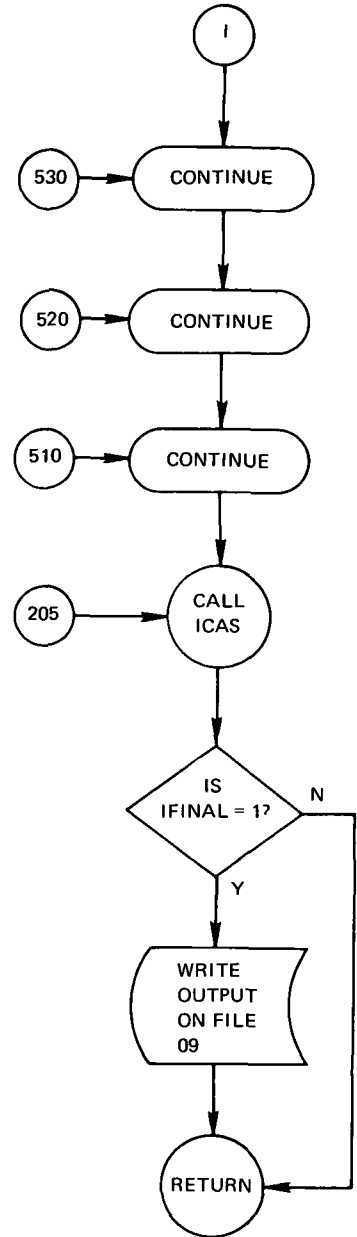 I
530
CONTINUE
520
CONTINUE
510
CONTINUE
205
CALL
ICAS
IS
IFINAL = 1?
N
Y
WRITE
OUTPUT
ON FILE
09
RETURN